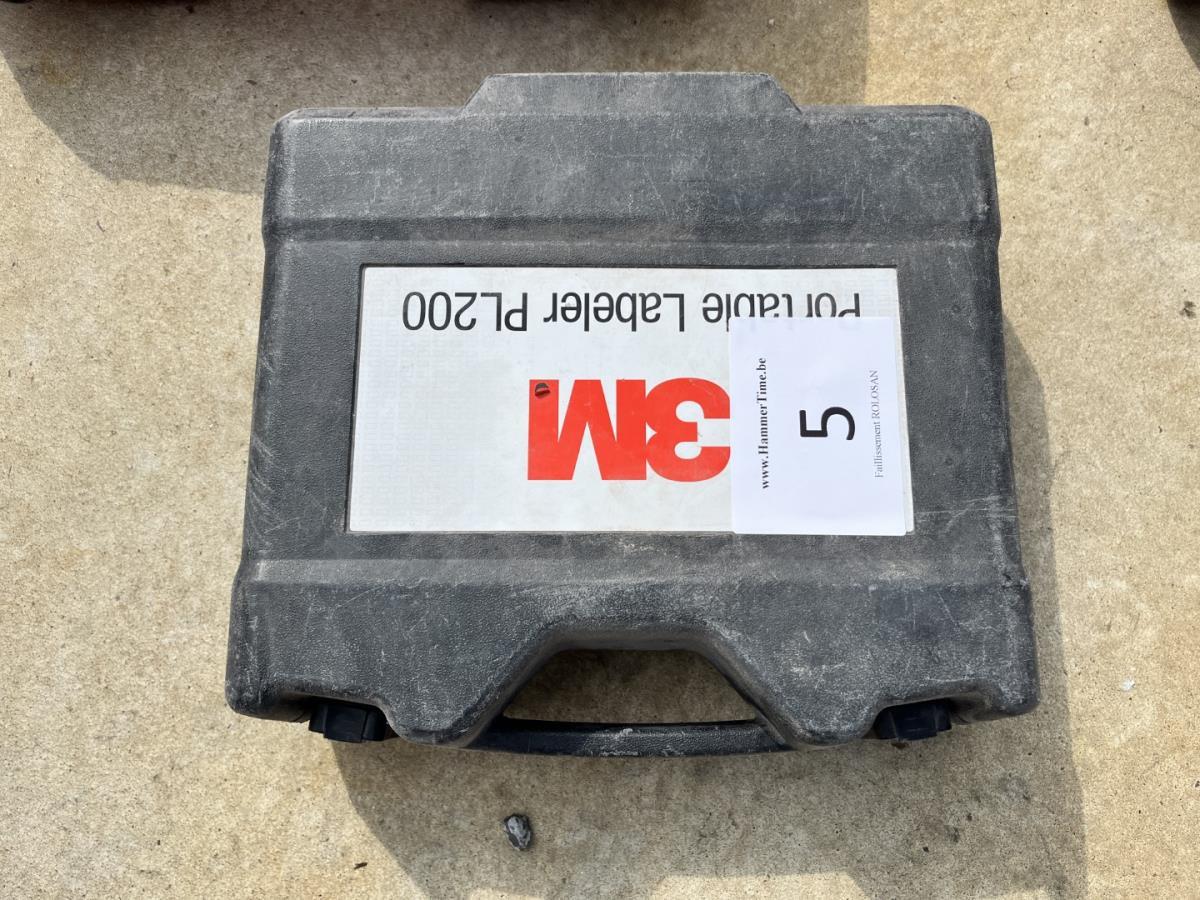 3M
Portable Labeler PL200
www.HammerTime.be
5
Faillissement ROLOSAN